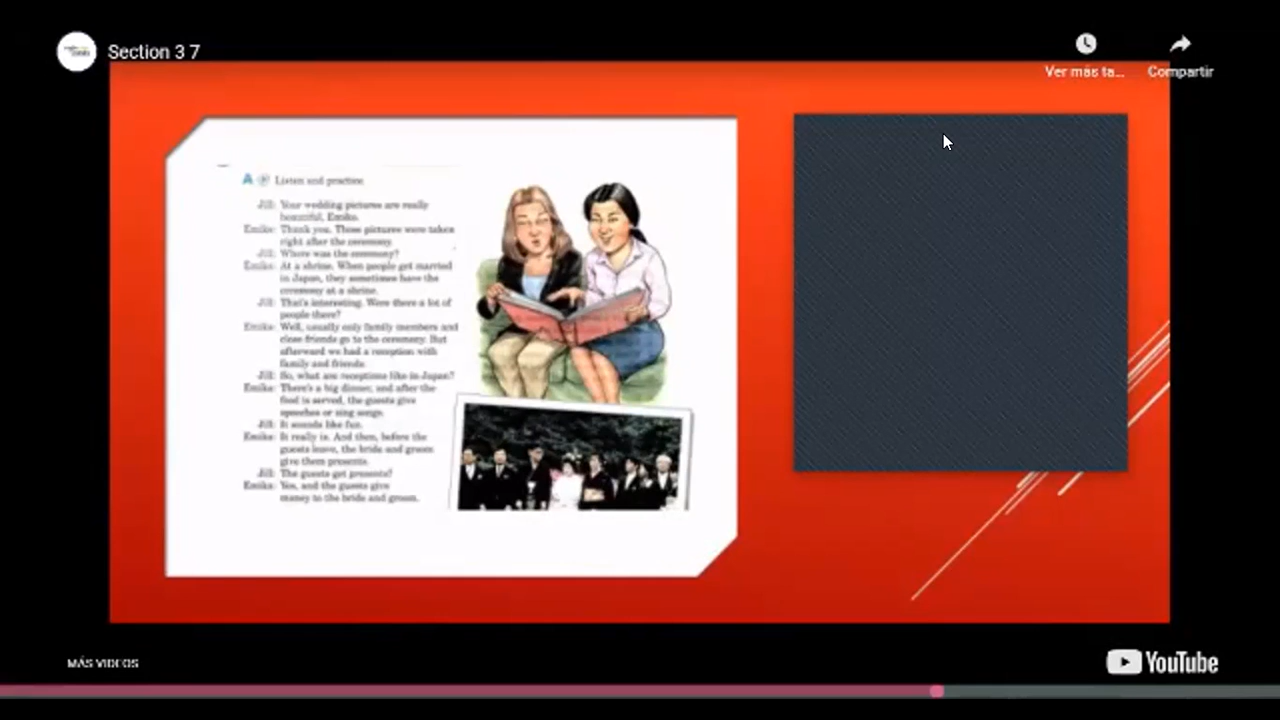 Section 3 7
Ver más ta...
Compartir
A Listen and practice.
Jill: Your wedding pictures are really
beautiful, Emiko.
Emiko: Thank you. Those pictures were taken
right after the ceremony.
Jill: Where was the ceremony?
Emiko: At a shrine. When people get married
in Japan, they sometimes have the
ceremony at a shrine.
Jill: That's interesting. Were there a lot of
people there?
Emiko: Well, usually only family members and
close friends go to the ceremony. But
afterward we had a reception with
family and friends.
Jill: So, what are receptions like in Japan?
Emiko: There's a big dinner, and after the
food is served, the guests give
speeches or sing songs.
Jill: It sounds like fun.
Emiko: It really is. And then, before the
guests leave, the bride and groom
give them presents.
Jill: The guests get presents?
Emiko: Yes, and the guests give
money to the bride and groom.
MÁS VIDEOS
YouTube